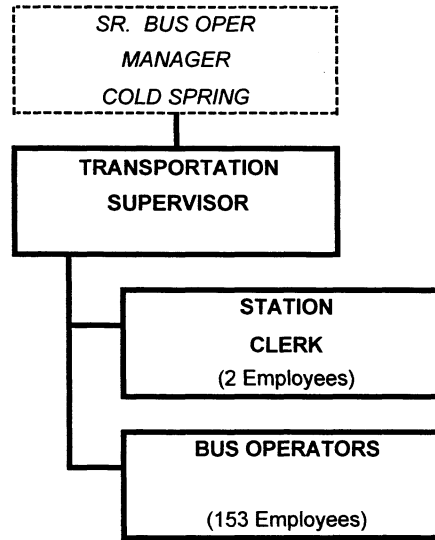 SR. BUS OPER
MANAGER
COLD SPRING
TRANSPORTATION
SUPERVISOR
STATION
CLERK
(2 Employees)
BUS OPERATORS
(153 Employees)